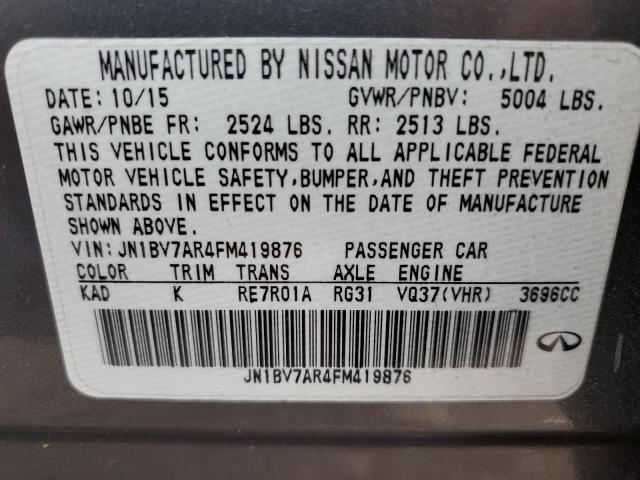 MANUFACTURED BY NISSAN MOTOR CO.,LTD.
DATE: 10/15 GVWR/PNBV: 5004 LBS.
GAWR/PNBE FR: 2524 LBS. RR: 2513 LBS.
THIS VEHICLE CONFORMS TO ALL APPLICABLE FEDERAL
MOTOR VEHICLE SAFETY,BUMPER,AND THEFT PREVENTION
STANDARDS IN EFFECT ON THE DATE OF MANUFACTURE
SHOWN ABOVE.
VIN:JN1BV7AR4FM419876 PASSENGER CAR
COLOR TRIM TRANS AXLE ENGINE
KAD K RE7R01A RG31 VQ37(VHR) 3696CC
JN1BV7AR4FM419876